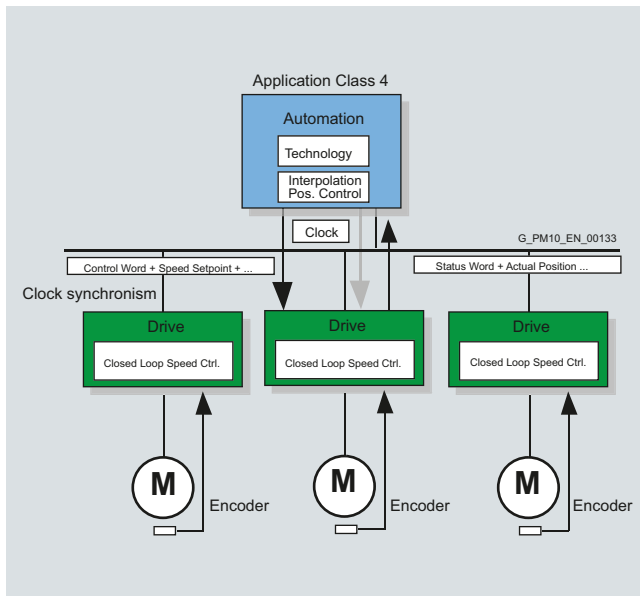 Application Class 4
Automation
Technology
Interpolation
Pos. Control
Clock
G_PM10_EN_00133
Control Word + Speed Setpoint + ...
Status Word + Actual Position ...
Clock synchronism
Drive
Drive
Drive
Closed Loop Speed Ctrl.
Closed Loop Speed Ctrl.
Closed Loop Speed Ctrl.
M
M
M
Encoder
Encoder
Encoder